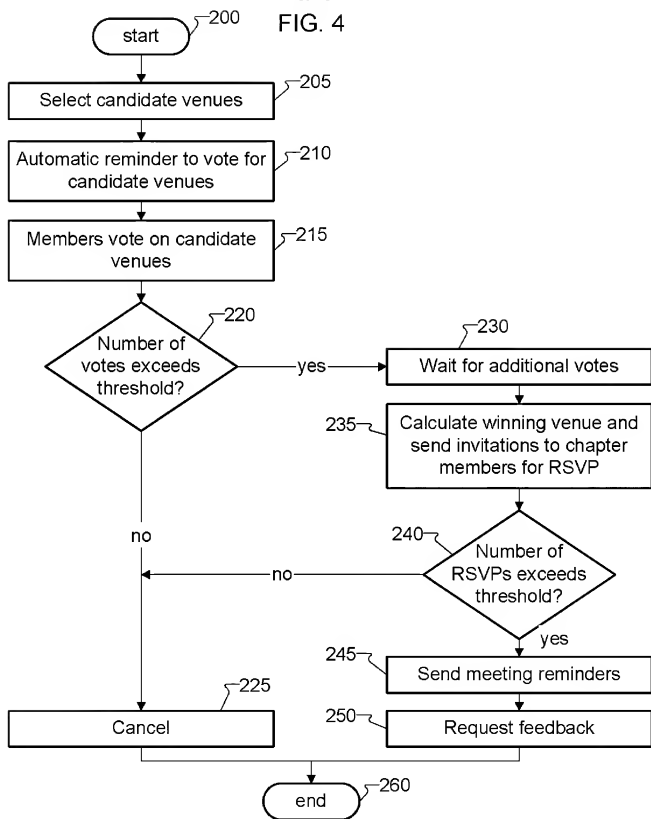 FIG. 4
start
200
Select candidate venues
205
Automatic reminder to vote for
candidate venues
210
Members vote on candidate
venues
215
Number of
votes exceeds
threshold?
220
yes
no
Wait for additional votes
230
Calculate winning venue and
send invitations to chapter
members for RSVP
235
Number of
RSVPs exceeds
threshold?
240
no
yes
Send meeting reminders
245
Cancel
225
Request feedback
250
end
260